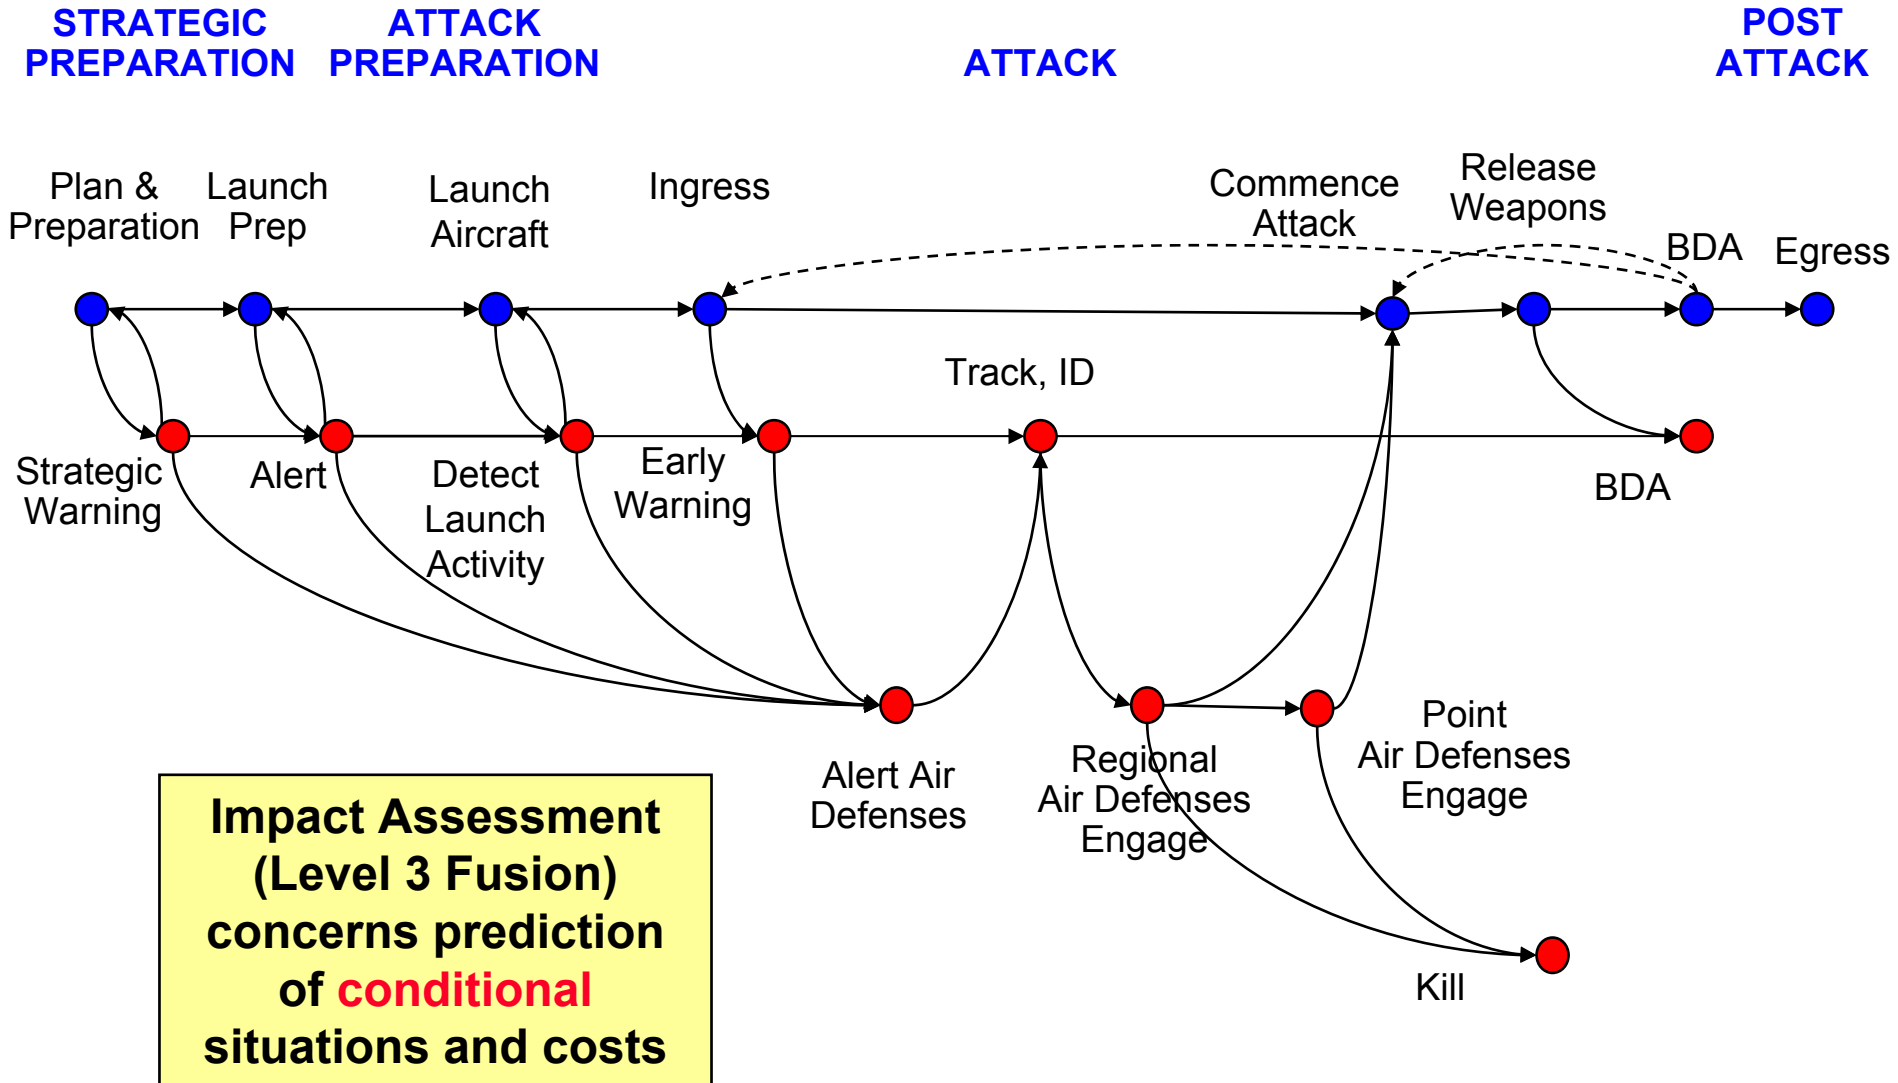 STRATEGIC
PREPARATION
ATTACK
PREPARATION
ATTACK
POST
ATTACK
Plan &
Preparation
Launch
Prep
Launch
Aircraft
Ingress
Commence
Attack
Release
Weapons
BDA
Egress
Track, ID
Strategic
Warning
Alert
Detect
Launch
Activity
Early
Warning
BDA
Alert Air
Defenses
Regional
Air Defenses
Engage
Point
Air Defenses
Engage
Kill
Impact Assessment
(Level 3 Fusion)
concerns prediction
of conditional
situations and costs